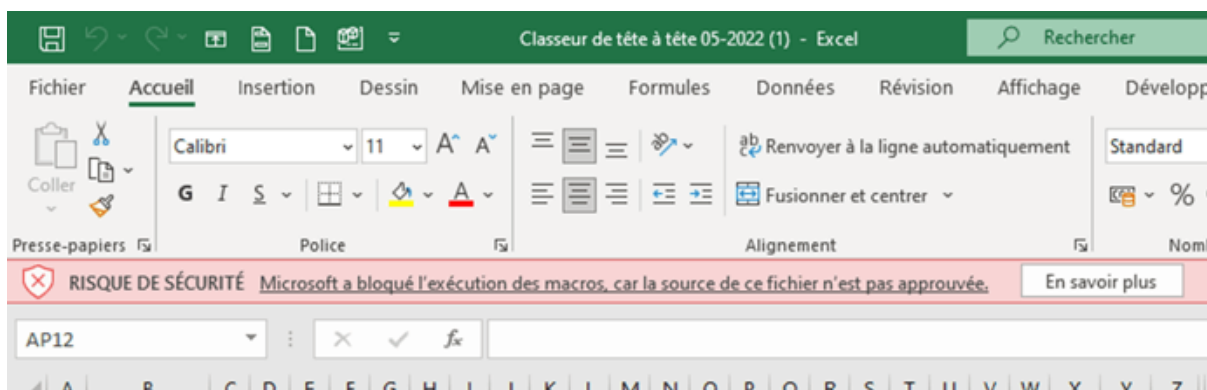 Classeur de tête à tête 05-2022 (1) - Excel Rechercher
Fichier Accueil Insertion Dessin Mise en page Formules Données Révision Affichage Développ
Calibri 11 A A ab Renvoyer à la ligne automatiquement Standard
Coller G I S A Fusionner et centrer %
Presse-papiers Police Alignement Nom
RISQUE DE SÉCURITÉ Microsoft a bloqué l'exécution des macros, car la source de ce fichier n'est pas approuvée. En savoir plus
AP12 fx
A B C D E F G H I J K L M N O P Q R S T U V W X Y Z